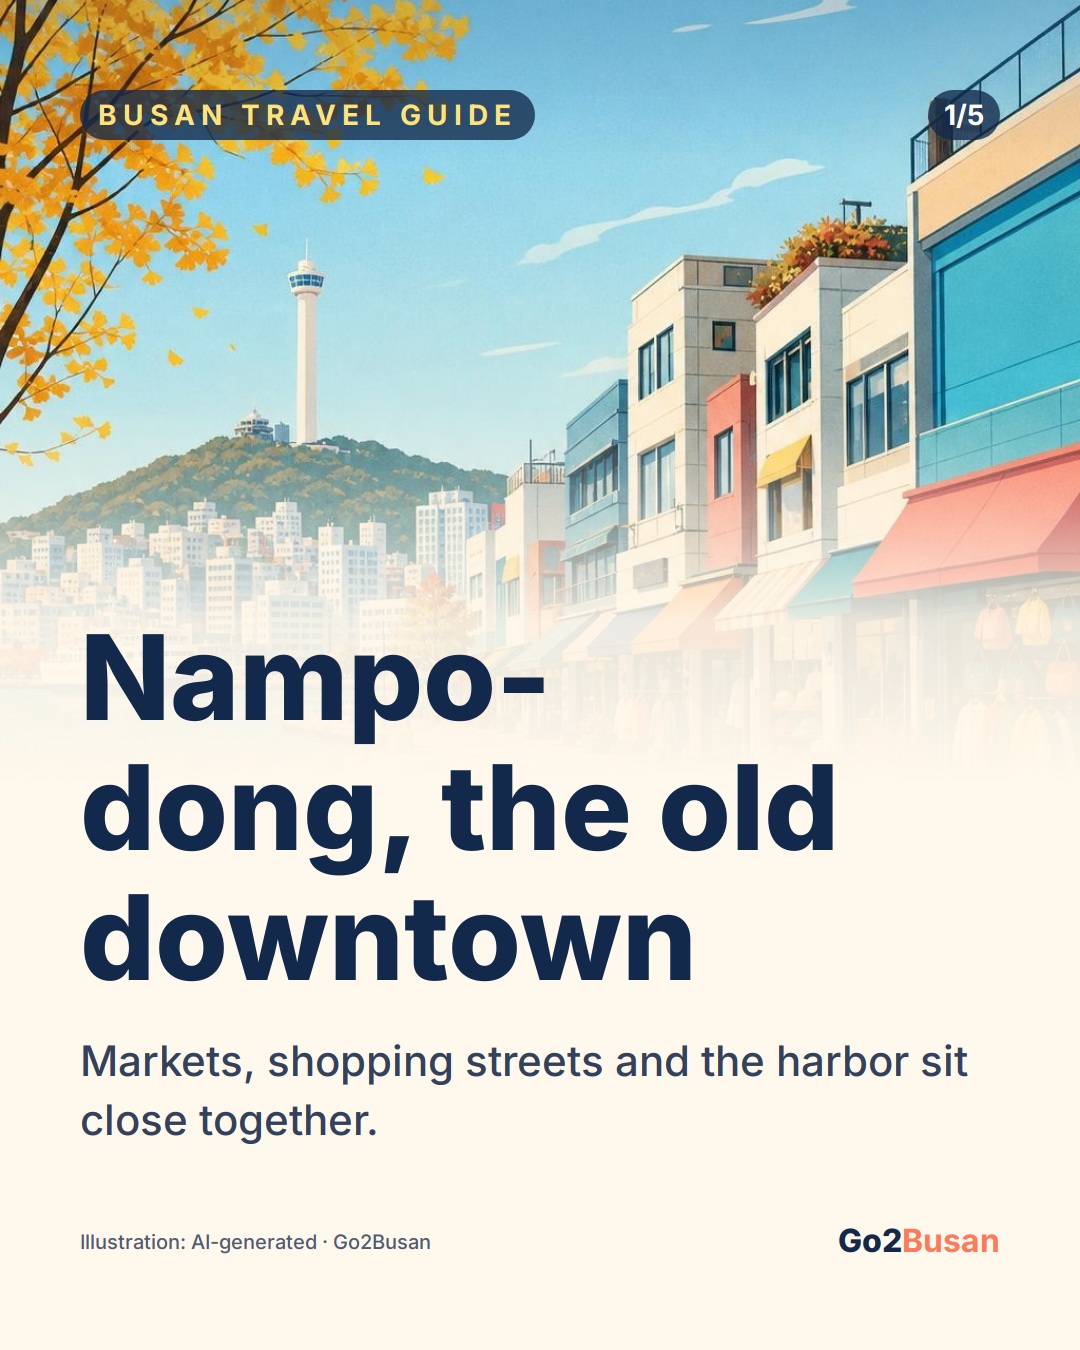 BUSAN TRAVEL GUIDE
1/5
Nampo-
dong, the old
downtown
Markets, shopping streets and the harbor sit
close together.
Illustration: AI-generated · Go2Busan
Go2Busan